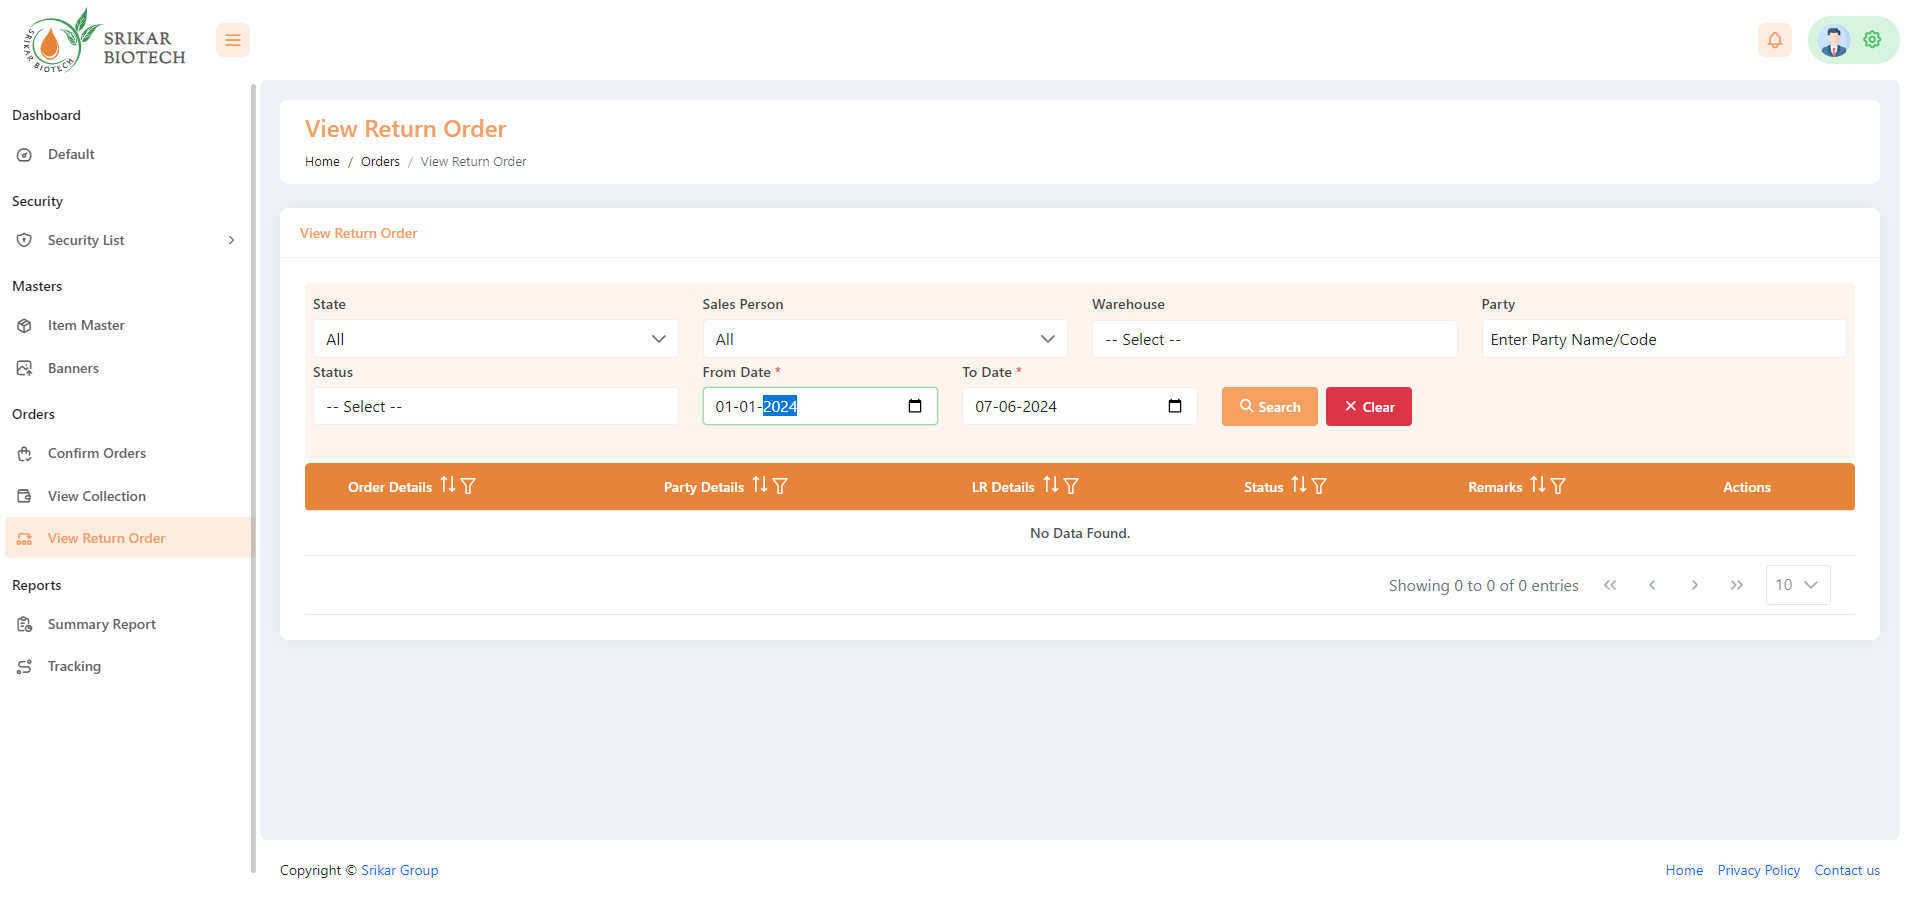 SRIKAR BIOTECH
SRIKAR
BIOTECH
Dashboard
Default
Security
Security List
Masters
Item Master
Banners
Orders
Confirm Orders
View Collection
View Return Order
Reports
Summary Report
Tracking
View Return Order
Home / Orders / View Return Order
View Return Order
State Sales Person Warehouse Party
All All -- Select -- Enter Party Name/Code
Status From Date * To Date *
-- Select -- 01-01-2024 07-06-2024 Search Clear
Order Details Party Details LR Details Status Remarks Actions
No Data Found.
Showing 0 to 0 of 0 entries 10
Copyright © Srikar Group Home Privacy Policy Contact us